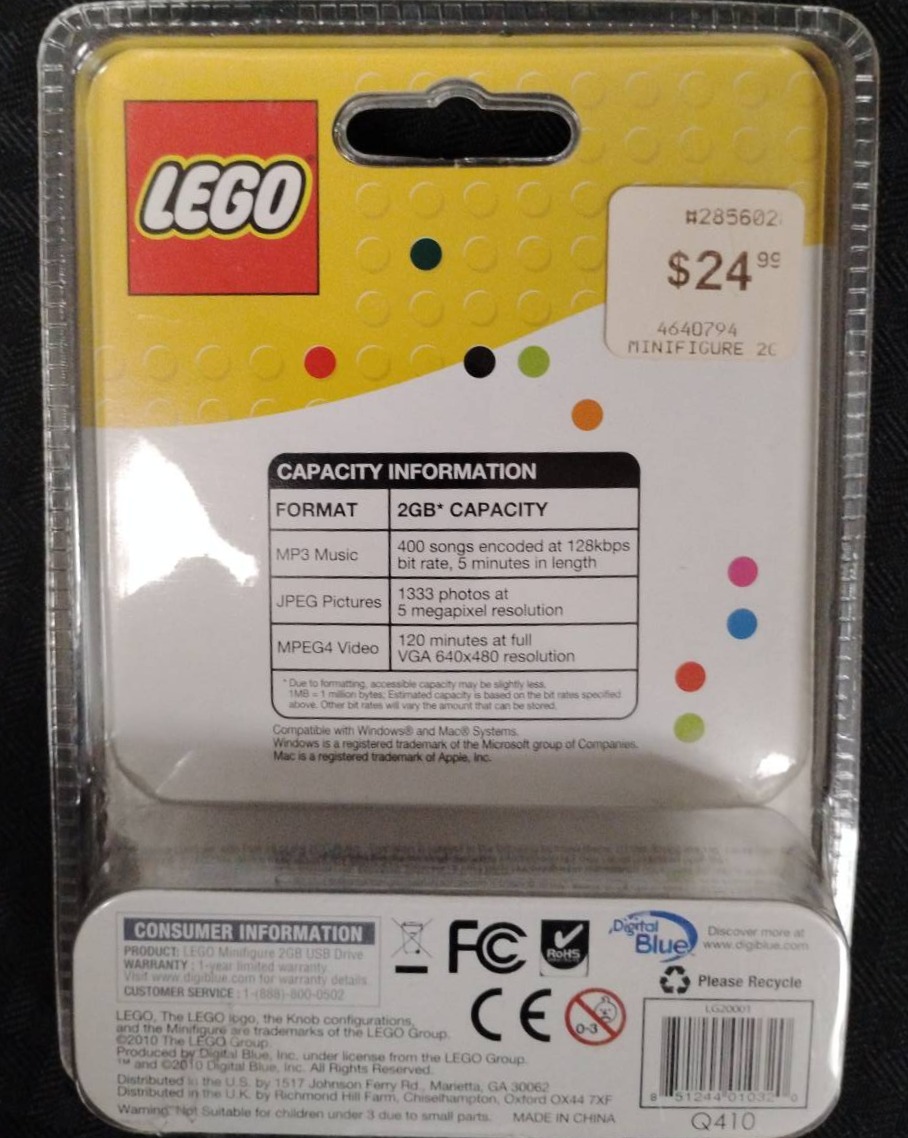 LEGO
#285602
$24 99
4640794
MINIFIGURE 2G
CAPACITY INFORMATION
FORMAT 2GB* CAPACITY
MP3 Music 400 songs encoded at 128kbps
bit rate, 5 minutes in length
JPEG Pictures 1333 photos at
5 megapixel resolution
MPEG4 Video 120 minutes at full
VGA 640x480 resolution
* Due to formatting, accessible capacity may be slightly less.
1MB = 1 million bytes; Estimated capacity is based on the bit rates specified
above. Other bit rates will vary the amount that can be stored.
Compatible with Windows® and Mac® Systems.
Windows is a registered trademark of the Microsoft group of Companies.
Mac is a registered trademark of Apple, Inc.
CONSUMER INFORMATION
PRODUCT: LEGO Minifigure 2GB USB Drive
WARRANTY : 1-year limited warranty.
Visit www.digiblue.com for warranty details.
CUSTOMER SERVICE : 1-(888)-800-0502
FC
RoHS
CE
0-3
Digital
Blue
Discover more at
www.digiblue.com
Please Recycle
LG20001
8 51244 01032 0
Q410
LEGO, The LEGO logo, the Knob configurations,
and the Minifigure are trademarks of the LEGO Group.
©2010 The LEGO Group.
Produced by Digital Blue, Inc. under license from the LEGO Group.
™ and ©2010 Digital Blue, Inc. All Rights Reserved.
Distributed in the U.S. by 1517 Johnson Ferry Rd., Marietta, GA 30062
Distributed in the U.K. by Richmond Hill Farm, Chiselhampton, Oxford OX44 7XF
Warning: Not Suitable for children under 3 due to small parts. MADE IN CHINA